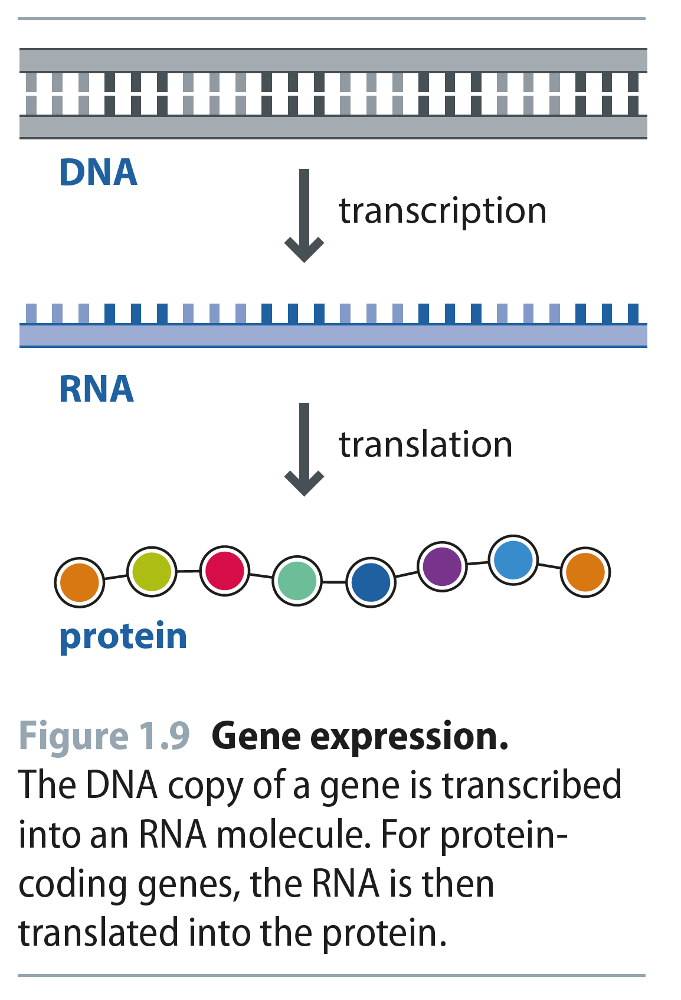 DNA
transcription
RNA
translation
protein
Figure 1.9 Gene expression.
The DNA copy of a gene is transcribed
into an RNA molecule. For protein-
coding genes, the RNA is then
translated into the protein.